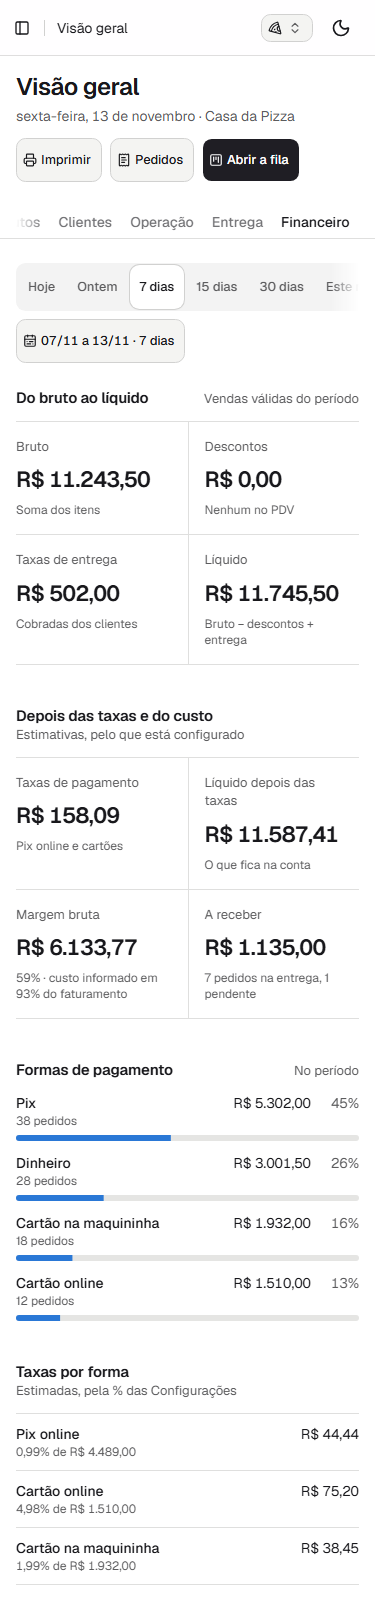 Visão geral
Visão geral
sexta-feira, 13 de novembro · Casa da Pizza
Imprimir
Pedidos
Abrir a fila
tos
Clientes
Operação
Entrega
Financeiro
Hoje
Ontem
7 dias
15 dias
30 dias
Este
07/11 a 13/11 · 7 dias
Do bruto ao líquido
Vendas válidas do período
Bruto
R$ 11.243,50
Soma dos itens
Descontos
R$ 0,00
Nenhum no PDV
Taxas de entrega
R$ 502,00
Cobradas dos clientes
Líquido
R$ 11.745,50
Bruto – descontos +
entrega
Depois das taxas e do custo
Estimativas, pelo que está configurado
Taxas de pagamento
R$ 158,09
Pix online e cartões
Líquido depois das
taxas
R$ 11.587,41
O que fica na conta
Margem bruta
R$ 6.133,77
59% · custo informado em
93% do faturamento
A receber
R$ 1.135,00
7 pedidos na entrega, 1
pendente
Formas de pagamento
No período
Pix
R$ 5.302,00
45%
38 pedidos
Dinheiro
R$ 3.001,50
26%
28 pedidos
Cartão na maquininha
R$ 1.932,00
16%
18 pedidos
Cartão online
R$ 1.510,00
13%
12 pedidos
Taxas por forma
Estimadas, pela % das Configurações
Pix online
R$ 44,44
0,99% de R$ 4.489,00
Cartão online
R$ 75,20
4,98% de R$ 1.510,00
Cartão na maquininha
R$ 38,45
1,99% de R$ 1.932,00